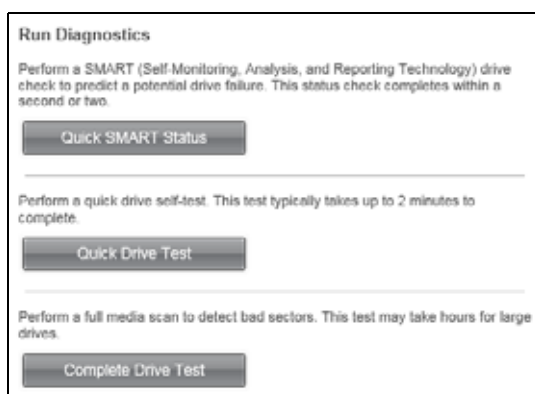 Run Diagnostics
Perform a SMART (Self-Monitoring, Analysis, and Reporting Technology) drive
check to predict a potential drive failure. This status check completes within a
second or two.
Quick SMART Status
Perform a quick drive self-test. This test typically takes up to 2 minutes to
complete.
Quick Drive Test
Perform a full media scan to detect bad sectors. This test may take hours for large
drives.
Complete Drive Test